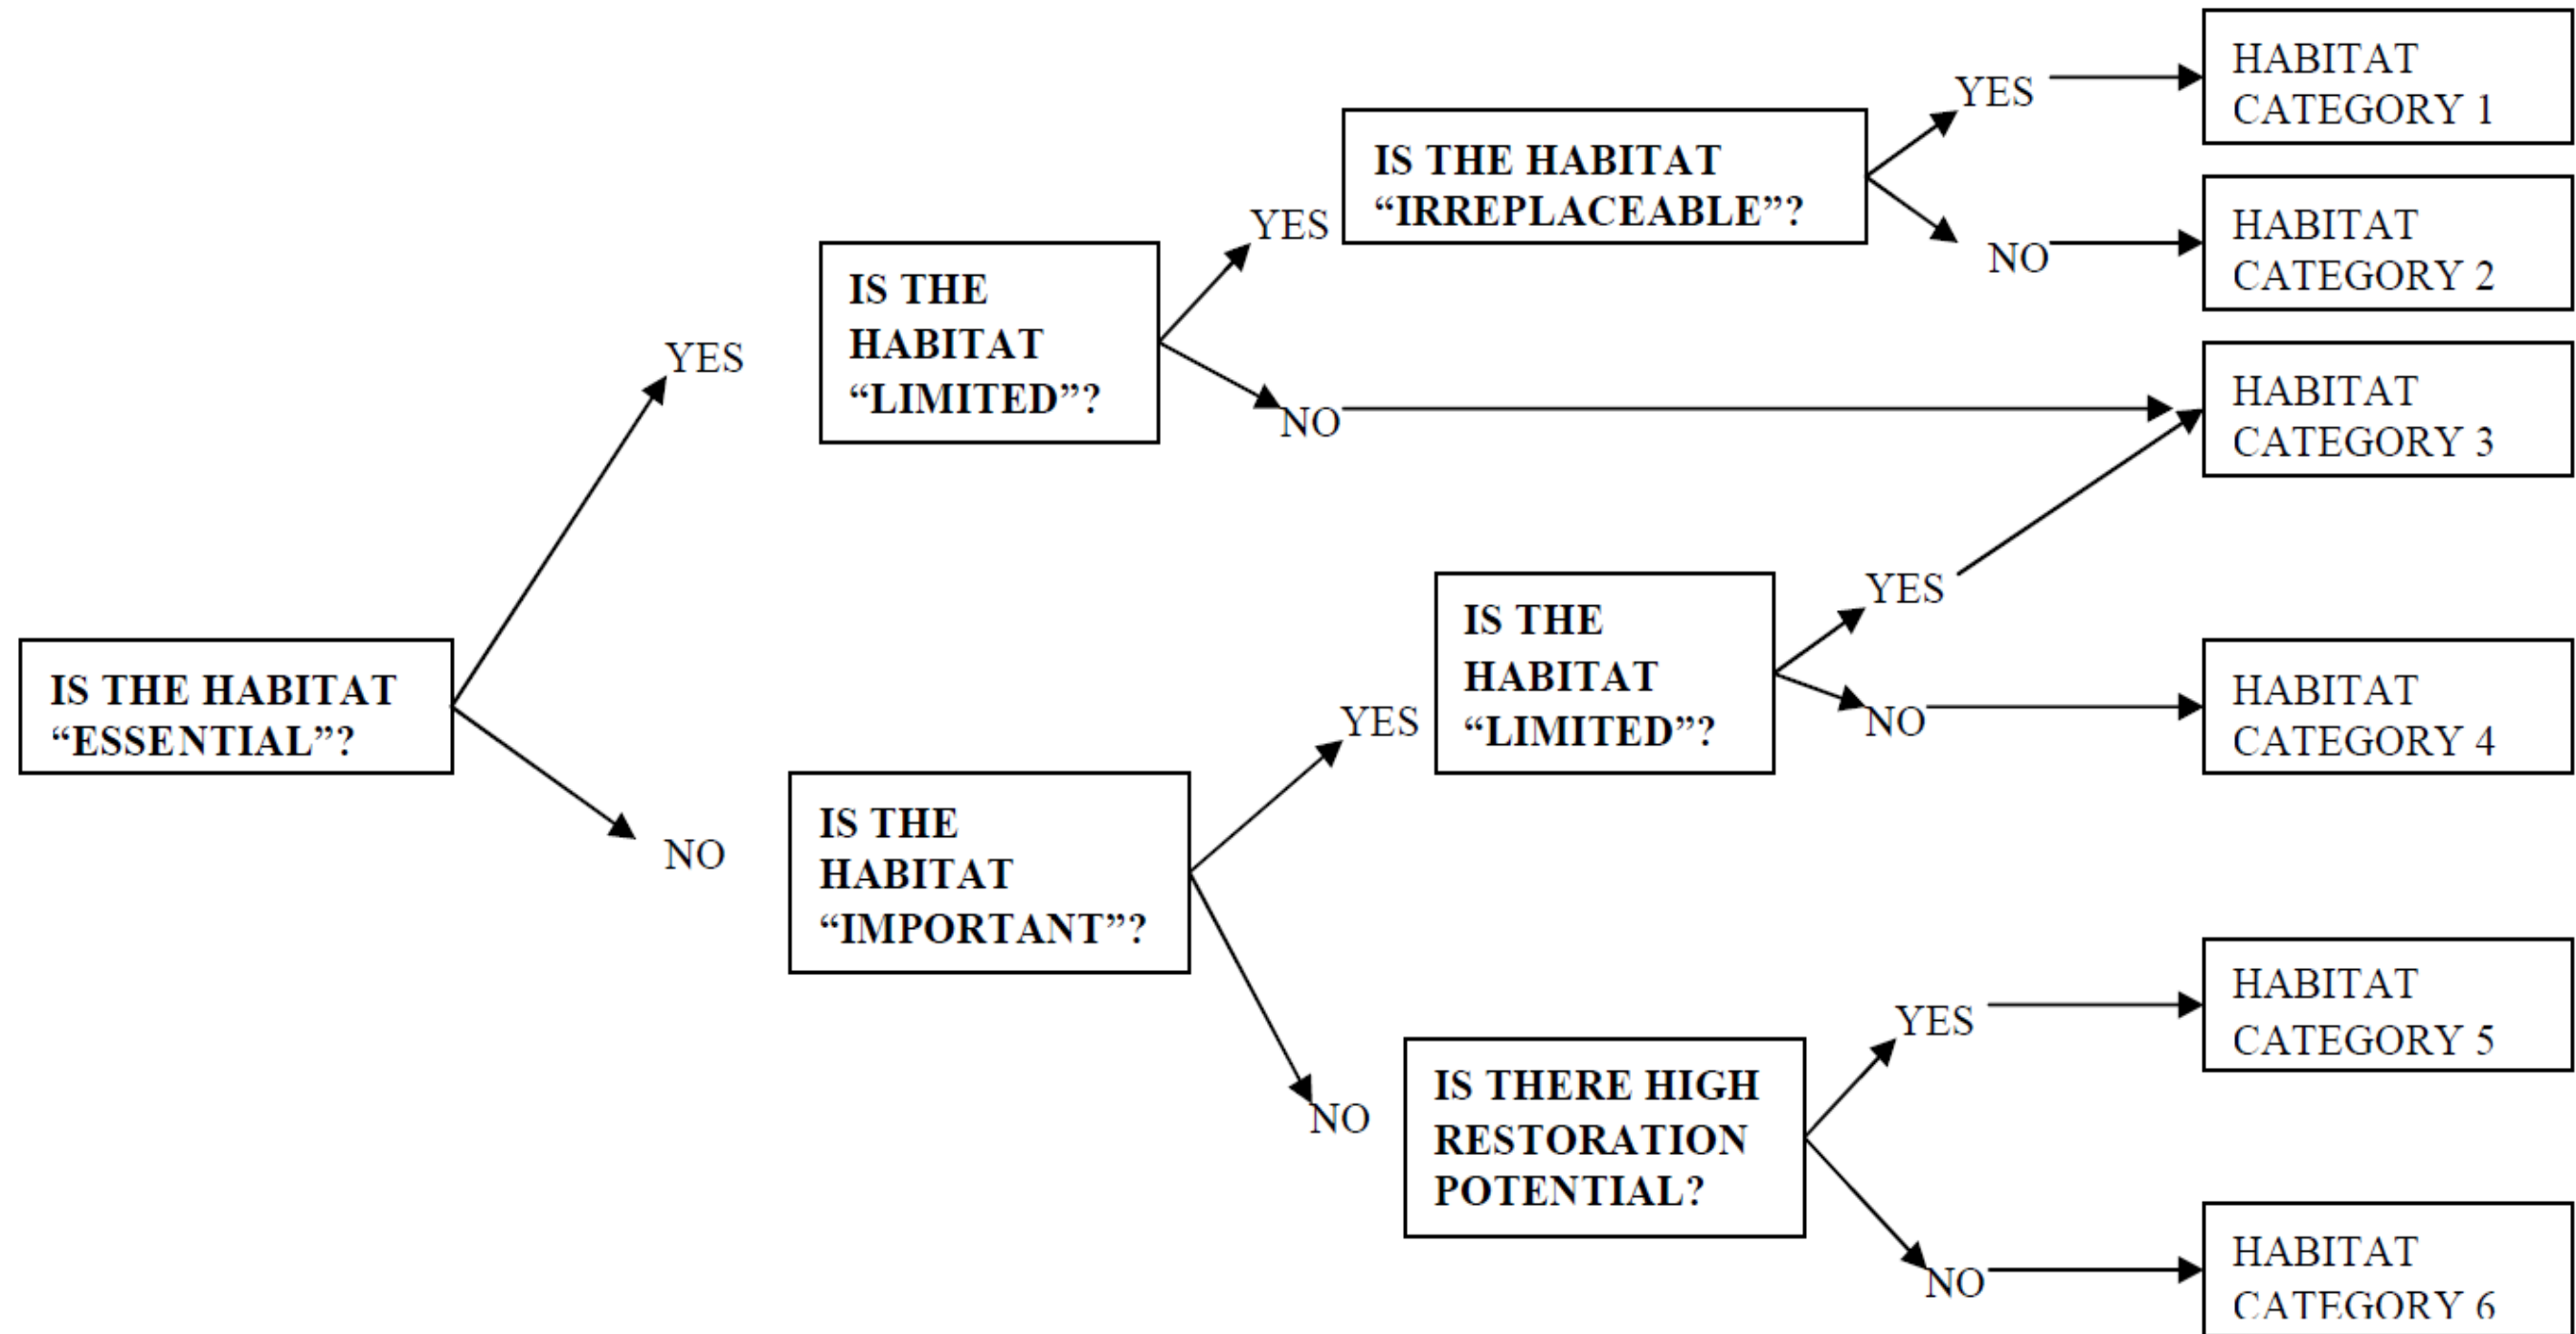 YES
HABITAT
CATEGORY 1
IS THE HABITAT
“IRREPLACEABLE”?
YES
NO
HABITAT
CATEGORY 2
IS THE
HABITAT
“LIMITED”?
YES
NO
HABITAT
CATEGORY 3
IS THE HABITAT
“ESSENTIAL”?
YES
IS THE
HABITAT
“LIMITED”?
NO
HABITAT
CATEGORY 4
NO
IS THE
HABITAT
“IMPORTANT”?
YES
YES
HABITAT
CATEGORY 5
NO
IS THERE HIGH
RESTORATION
POTENTIAL?
NO
HABITAT
CATEGORY 6